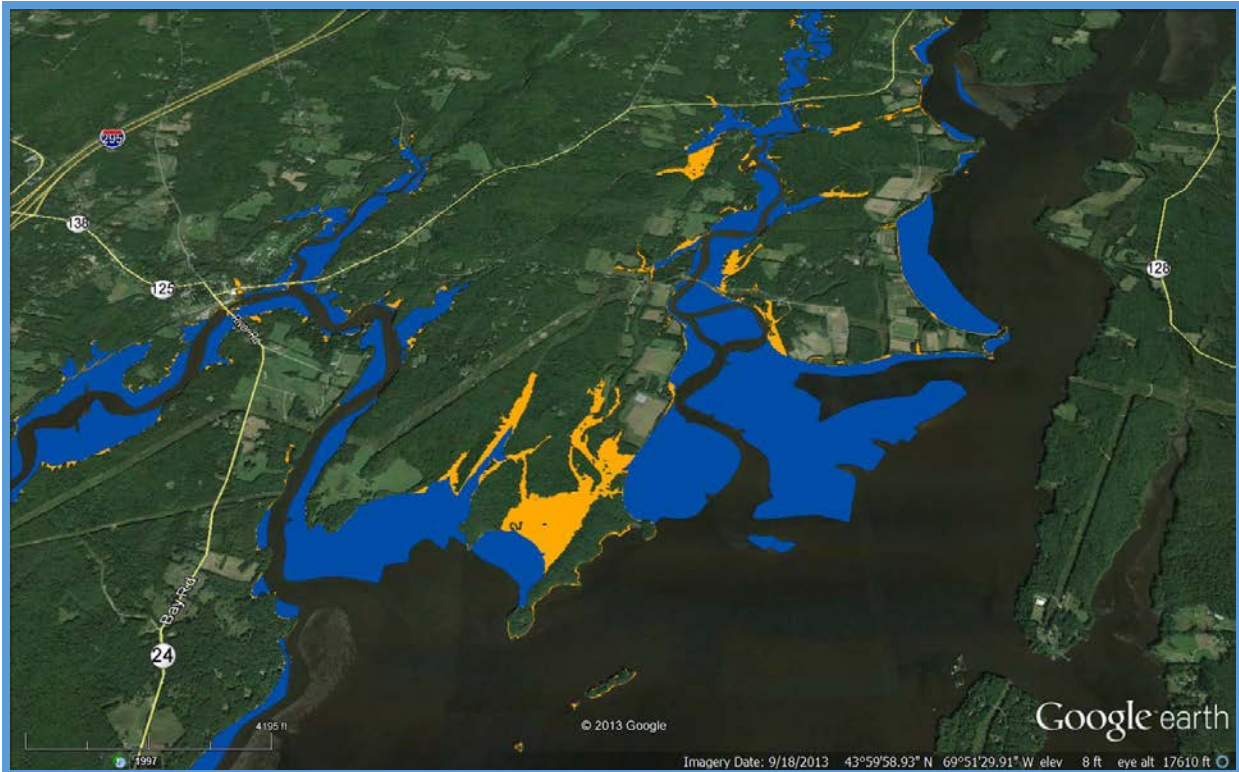 295
138
125
128
Bay Rd
24
4195 ft
© 2013 Google
Google earth
1997
Imagery Date: 9/18/2013 43°59'58.93" N 69°51'29.91" W elev 8 ft eye alt 17610 ft